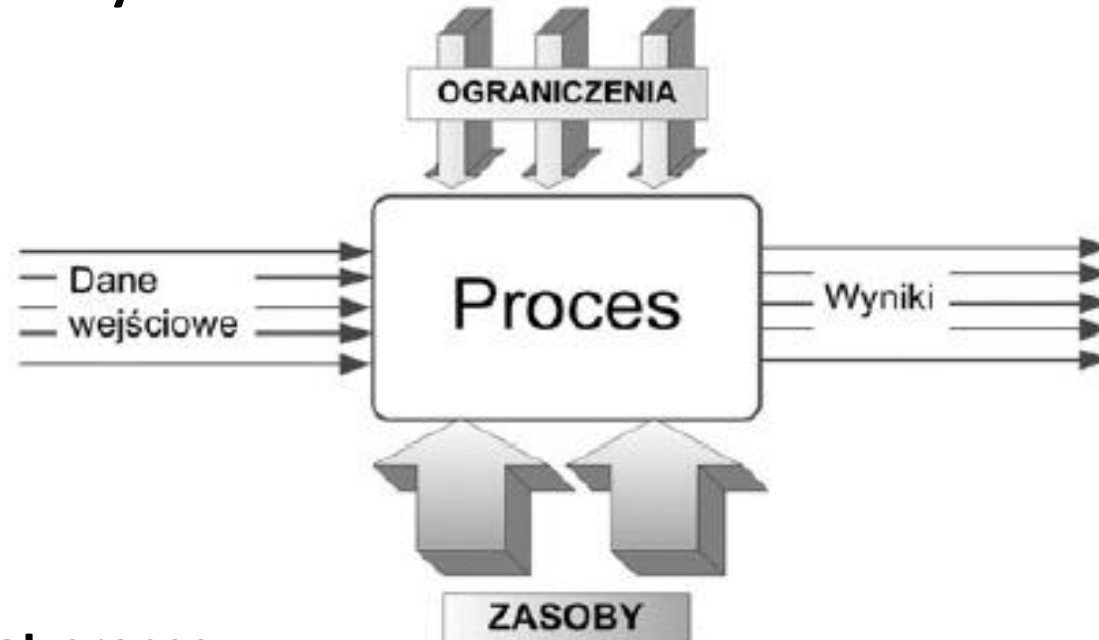 OGRANICZENIA
Dane
wejściowe
Proces
Wyniki
ZASOBY